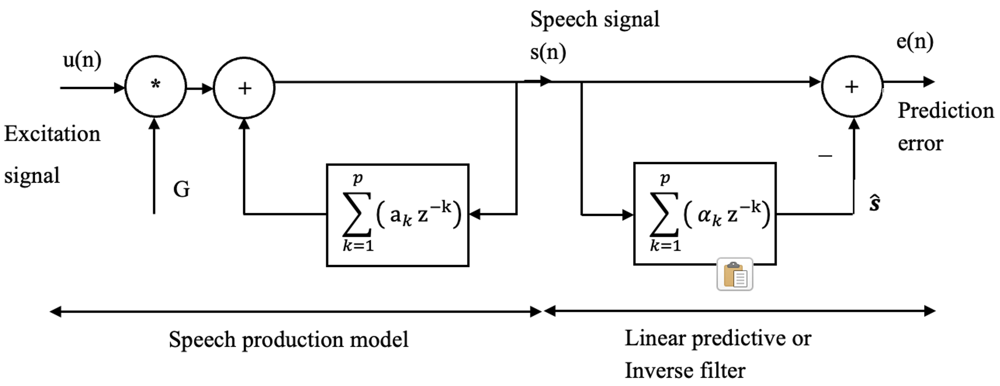 Speech signal
s(n)
e(n)
u(n)
*
+
+
Prediction
error
Excitation
signal
G
−
p
∑ ( a_k z^{−k} )
k=1
p
∑ ( α_k z^{−k} )
k=1
ŝ
Speech production model
Linear predictive or
Inverse filter